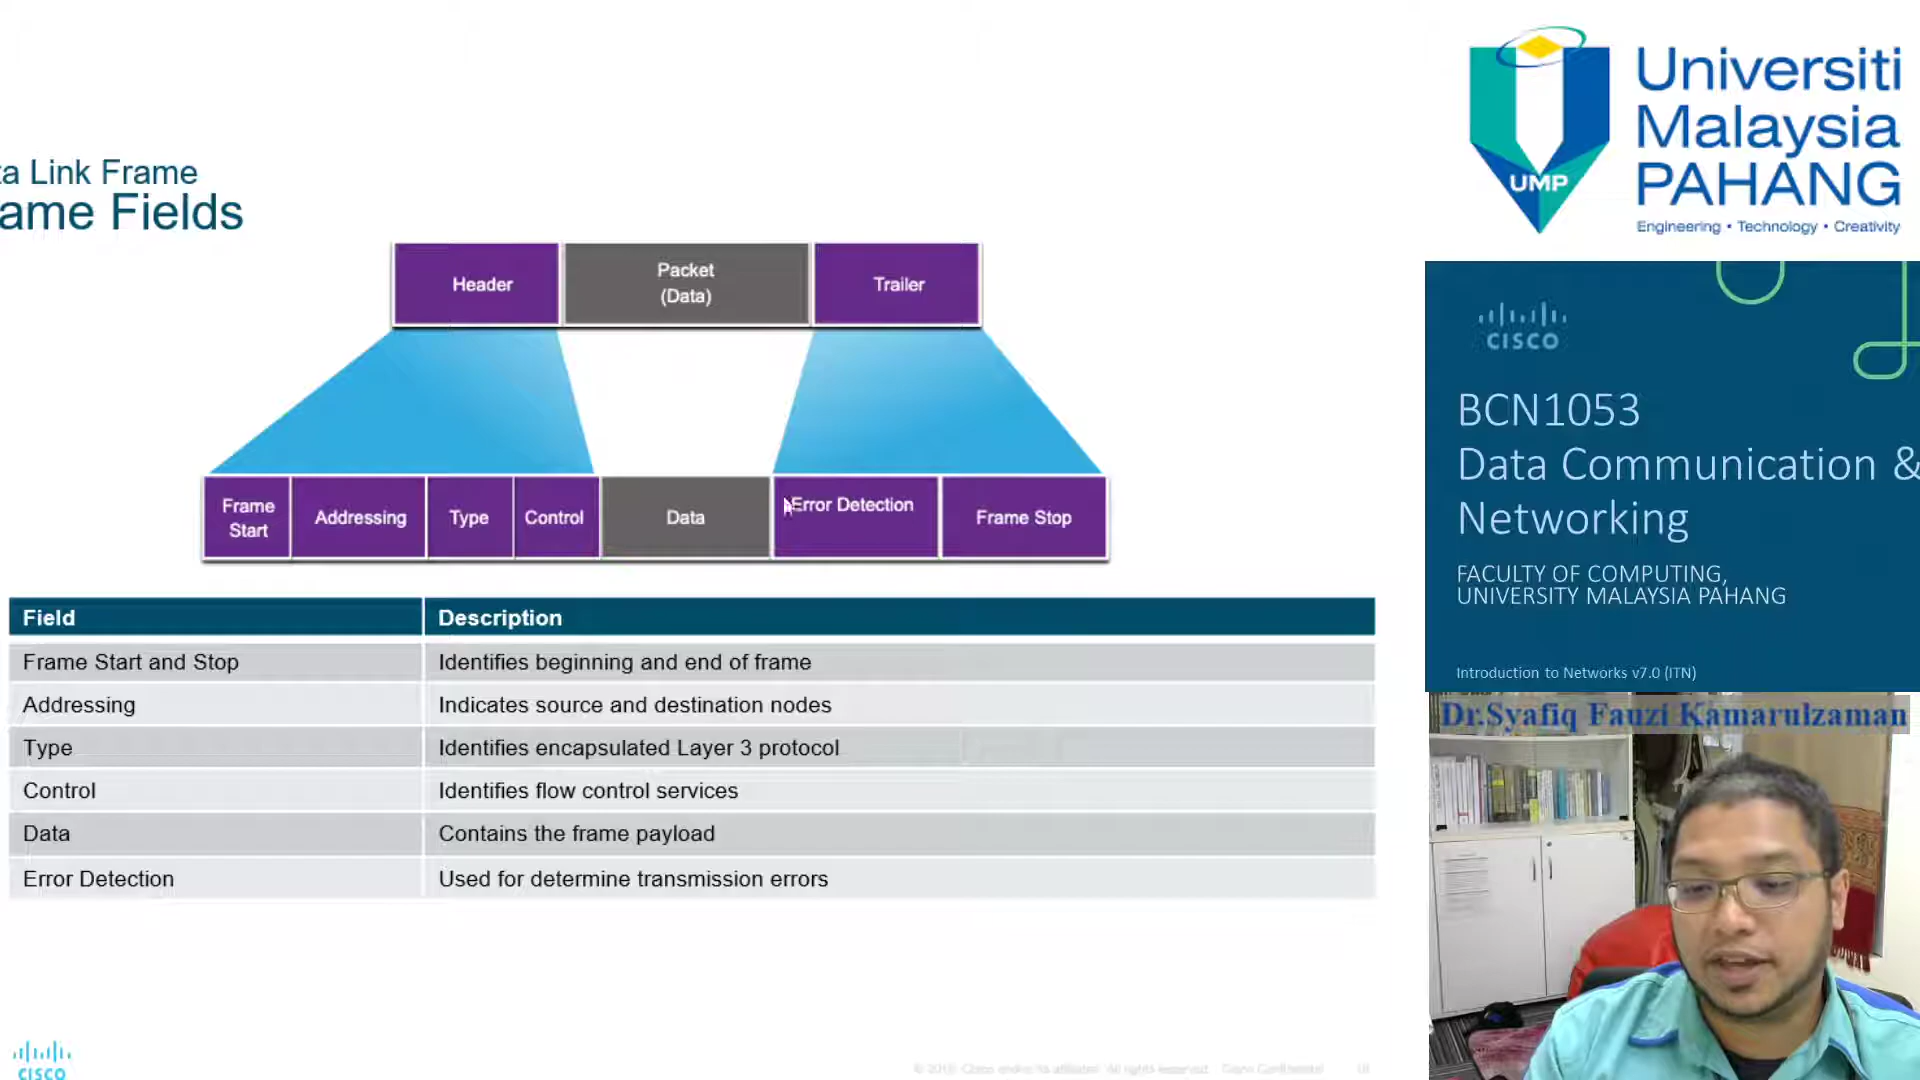 ta Link Frame
ame Fields
Header
Packet
(Data)
Trailer
Frame
Start
Addressing
Type
Control
Data
Error Detection
Frame Stop
Field
Description
Frame Start and Stop
Identifies beginning and end of frame
Addressing
Indicates source and destination nodes
Type
Identifies encapsulated Layer 3 protocol
Control
Identifies flow control services
Data
Contains the frame payload
Error Detection
Used for determine transmission errors
CISCO
UMP
Universiti
Malaysia
PAHANG
Engineering • Technology • Creativity
CISCO
BCN1053
Data Communication &
Networking
FACULTY OF COMPUTING,
UNIVERSITY MALAYSIA PAHANG
Introduction to Networks v7.0 (ITN)
Dr.Syafiq Fauzi Kamarulzaman